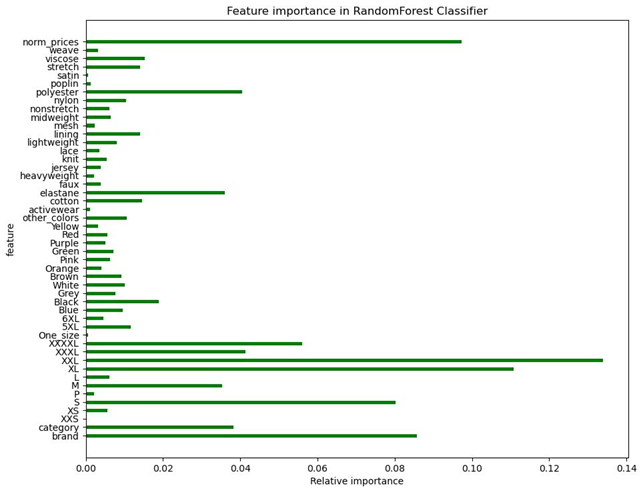 Feature importance in RandomForest Classifier
norm_prices
weave
viscose
stretch
satin
poplin
polyester
nylon
nonstretch
midweight
mesh
lining
lightweight
lace
knit
jersey
heavyweight
faux
elastane
cotton
activewear
other_colors
Yellow
Red
Purple
Green
Pink
Orange
Brown
White
Grey
Black
Blue
6XL
5XL
One_size
XXXXL
XXXL
XXL
XL
L
M
P
S
XS
XXS
category
brand
feature
0.00 0.02 0.04 0.06 0.08 0.10 0.12 0.14
Relative importance